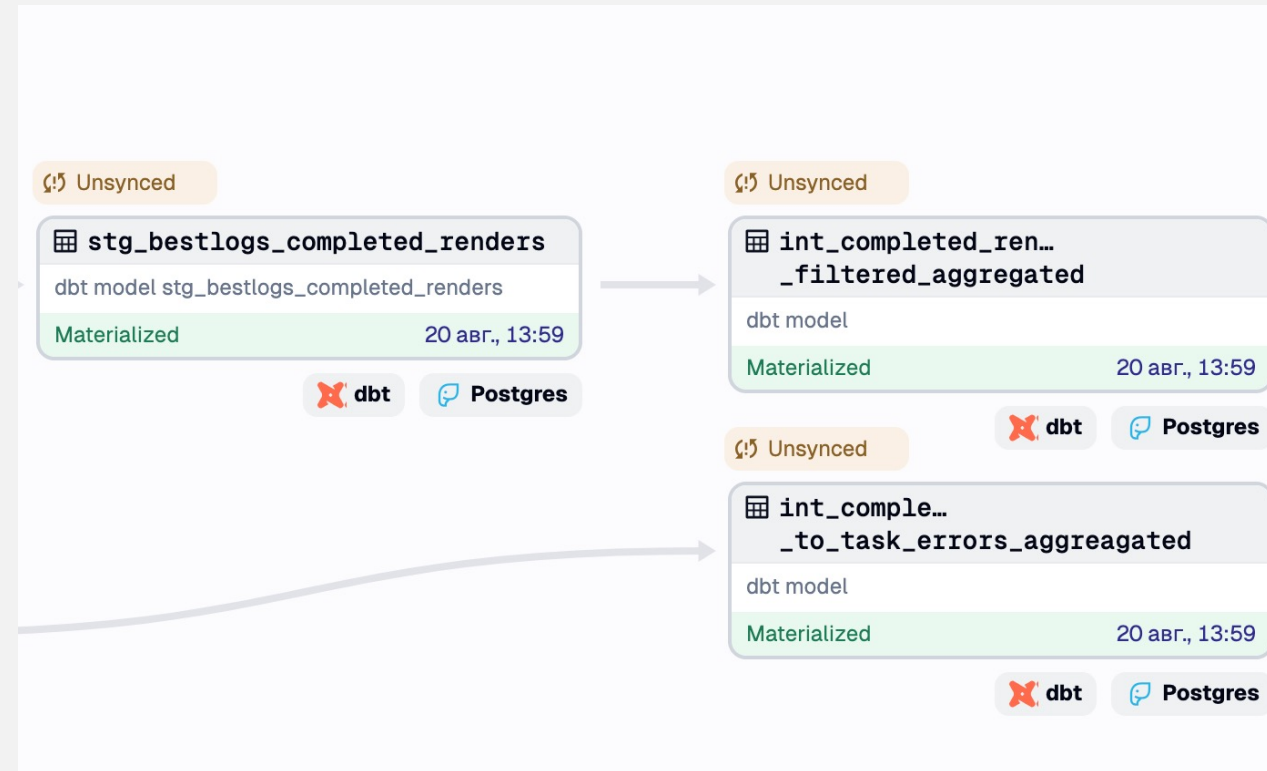 Unsynced
stg_bestlogs_completed_renders
dbt model stg_bestlogs_completed_renders
Materialized 20 авг., 13:59
dbt Postgres
Unsynced
int_completed_ren…
_filtered_aggregated
dbt model
Materialized 20 авг., 13:59
dbt Postgres
Unsynced
int_comple…
_to_task_errors_aggreagated
dbt model
Materialized 20 авг., 13:59
dbt Postgres